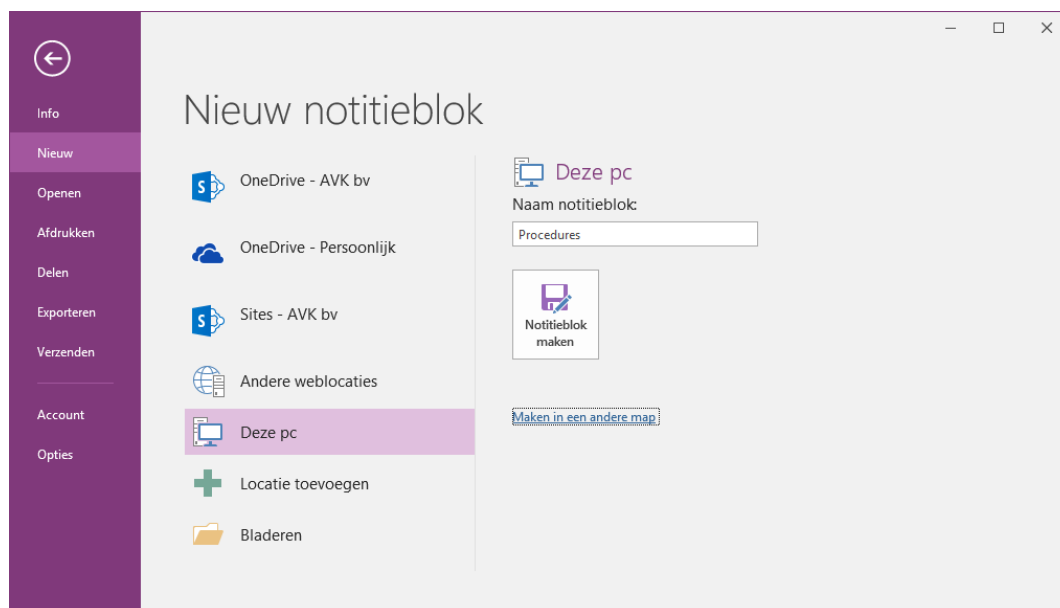 Info
Nieuw
Openen
Afdrukken
Delen
Exporteren
Verzenden
Account
Opties
Nieuw notitieblok
OneDrive - AVK bv
OneDrive - Persoonlijk
Sites - AVK bv
Andere weblocaties
Deze pc
Locatie toevoegen
Bladeren
Deze pc
Naam notitieblok:
Procedures
Notitieblok
maken
Maken in een andere map